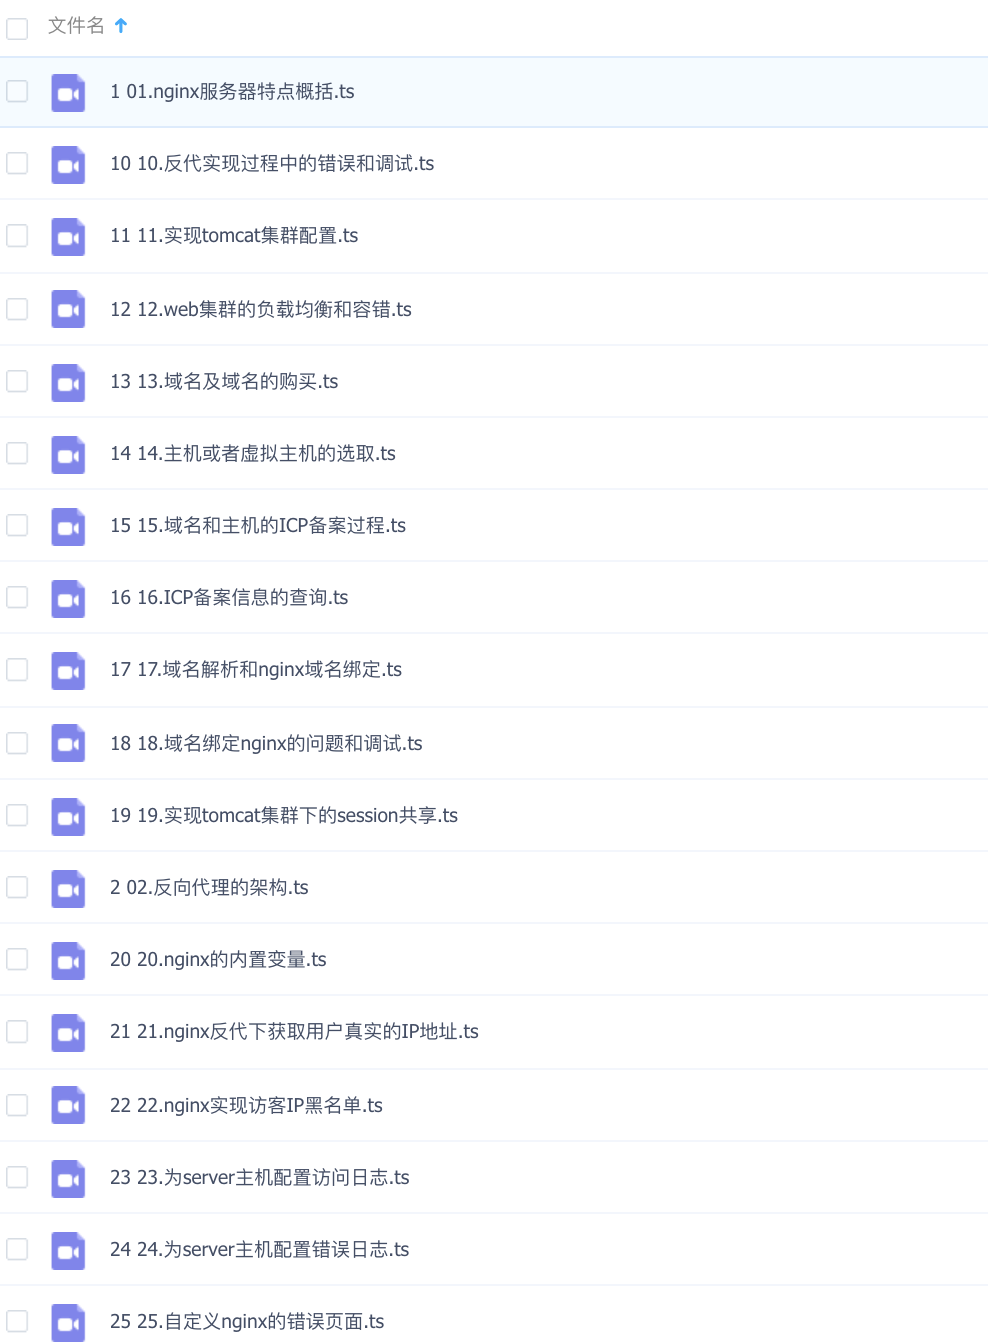 文件名
1 01.nginx服务器特点概括.ts
10 10.反代实现过程中的错误和调试.ts
11 11.实现tomcat集群配置.ts
12 12.web集群的负载均衡和容错.ts
13 13.域名及域名的购买.ts
14 14.主机或者虚拟主机的选取.ts
15 15.域名和主机的ICP备案过程.ts
16 16.ICP备案信息的查询.ts
17 17.域名解析和nginx域名绑定.ts
18 18.域名绑定nginx的问题和调试.ts
19 19.实现tomcat集群下的session共享.ts
2 02.反向代理的架构.ts
20 20.nginx的内置变量.ts
21 21.nginx反代下获取用户真实的IP地址.ts
22 22.nginx实现访客IP黑名单.ts
23 23.为server主机配置访问日志.ts
24 24.为server主机配置错误日志.ts
25 25.自定义nginx的错误页面.ts